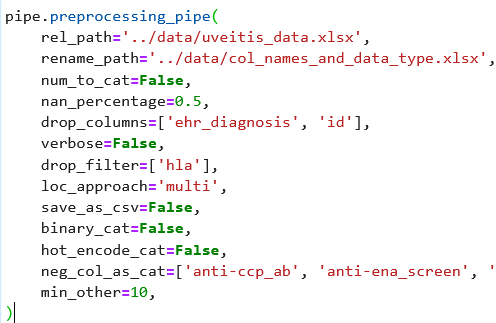 pipe.preprocessing_pipe(
    rel_path='../data/uveitis_data.xlsx',
    rename_path='../data/col_names_and_data_type.xlsx',
    num_to_cat=False,
    nan_percentage=0.5,
    drop_columns=['ehr_diagnosis', 'id'],
    verbose=False,
    drop_filter=['hla'],
    loc_approach='multi',
    save_as_csv=False,
    binary_cat=False,
    hot_encode_cat=False,
    neg_col_as_cat=['anti-ccp_ab', 'anti-ena_screen', '
    min_other=10,
)